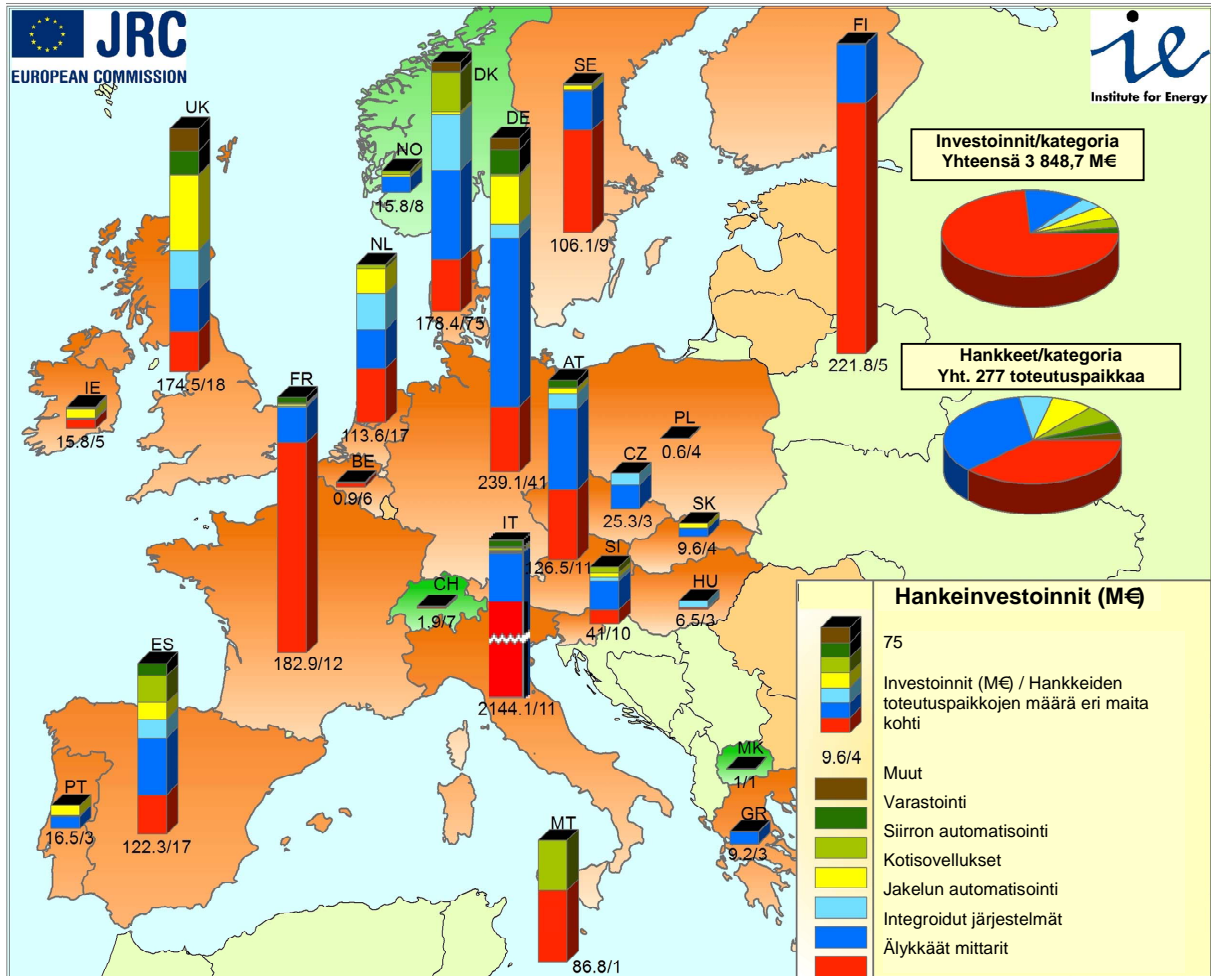 JRC
EUROPEAN COMMISSION
ie
Institute for Energy
FI
DK
SE
UK
DE
NO
15.8/8
Investoinnit/kategoria
Yhteensä 3 848,7 M€
106.1/9
NL
178.4/75
221.8/5
Hankkeet/kategoria
Yht. 277 toteutuspaikkaa
174.5/18
IE
15.8/5
FR
AT
113.6/17
PL
0.6/4
BE
0.9/6
239.1/41
CZ
25.3/3
SK
9.6/4
IT
126.5/11
SI
41/10
HU
6.5/3
CH
1.9/7
182.9/12
2144.1/11
ES
PT
16.5/3
122.3/17
MT
86.8/1
MK
1/1
GR
9.2/3
Hankeinvestoinnit (M€)
75
Investoinnit (M€) / Hankkeiden
toteutuspaikkojen määrä eri maita
kohti
9.6/4
Muut
Varastointi
Siirron automatisointi
Kotisovellukset
Jakelun automatisointi
Integroidut järjestelmät
Älykkäät mittarit